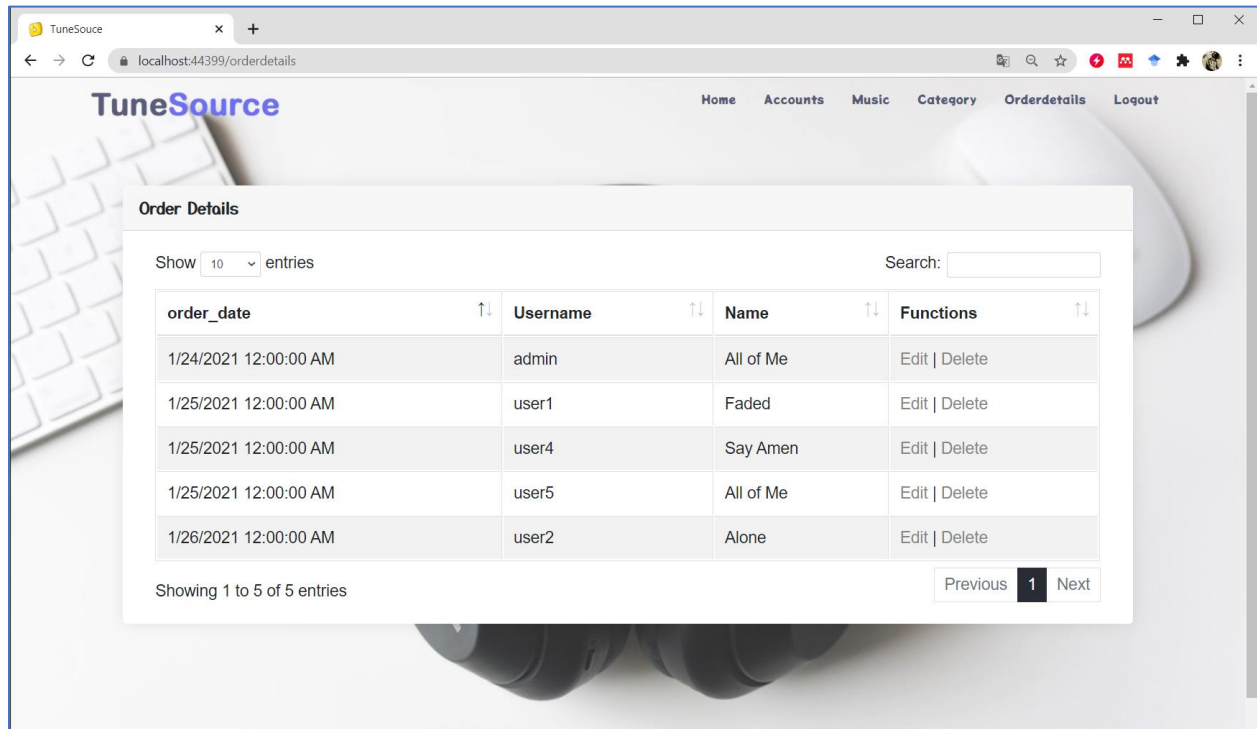 TuneSouce
localhost:44399/orderdetails
TuneSource
Home Accounts Music Category Orderdetails Logout
Order Details
Show 10 entries Search:
order_date Username Name Functions
1/24/2021 12:00:00 AM admin All of Me Edit | Delete
1/25/2021 12:00:00 AM user1 Faded Edit | Delete
1/25/2021 12:00:00 AM user4 Say Amen Edit | Delete
1/25/2021 12:00:00 AM user5 All of Me Edit | Delete
1/26/2021 12:00:00 AM user2 Alone Edit | Delete
Showing 1 to 5 of 5 entries Previous 1 Next